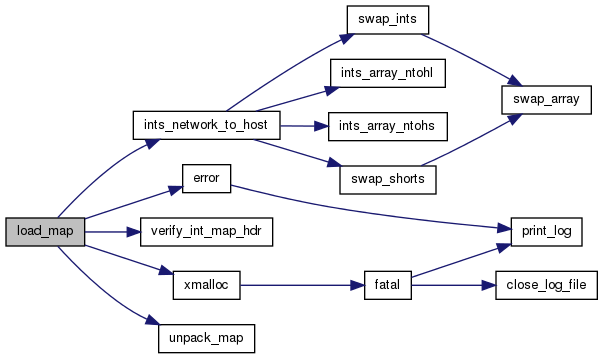 swap_ints
ints_array_ntohl
swap_array
ints_network_to_host
ints_array_ntohs
error
swap_shorts
load_map
verify_int_map_hdr
print_log
xmalloc
fatal
close_log_file
unpack_map